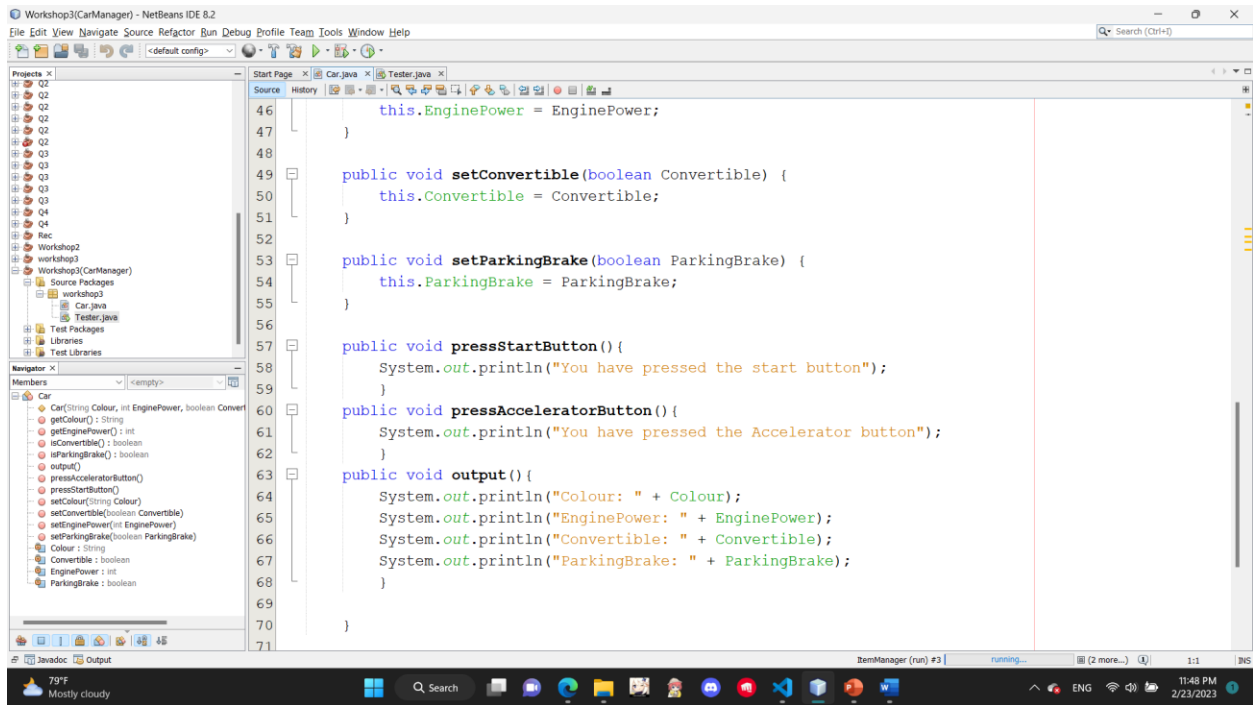 Workshop3(CarManager) - NetBeans IDE 8.2
File Edit View Navigate Source Refactor Run Debug Profile Team Tools Window Help
Search (Ctrl+I)
<default config>
Projects
Start Page
Car.java
Tester.java
Q2
Q2
Q2
Q2
Q2
Q2
Q3
Q3
Q3
Q3
Q3
Q4
Q4
Rec
Workshop2
workshop3
Workshop3(CarManager)
Source Packages
workshop3
Car.java
Tester.java
Test Packages
Libraries
Test Libraries
Navigator
Members
<empty>
Car
Car(String Colour, int EnginePower, boolean Convert
getColour() : String
getEnginePower() : int
isConvertible() : boolean
isParkingBrake() : boolean
output()
pressAcceleratorButton()
pressStartButton()
setColour(String Colour)
setConvertible(boolean Convertible)
setEnginePower(int EnginePower)
setParkingBrake(boolean ParkingBrake)
Colour : String
Convertible : boolean
EnginePower : int
ParkingBrake : boolean
Source History
46 this.EnginePower = EnginePower;
47 }
48
49 public void setConvertible(boolean Convertible) {
50 this.Convertible = Convertible;
51 }
52
53 public void setParkingBrake(boolean ParkingBrake) {
54 this.ParkingBrake = ParkingBrake;
55 }
56
57 public void pressStartButton(){
58 System.out.println("You have pressed the start button");
59 }
60 public void pressAcceleratorButton(){
61 System.out.println("You have pressed the Accelerator button");
62 }
63 public void output(){
64 System.out.println("Colour: " + Colour);
65 System.out.println("EnginePower: " + EnginePower);
66 System.out.println("Convertible: " + Convertible);
67 System.out.println("ParkingBrake: " + ParkingBrake);
68 }
69
70 }
71
Javadoc Output
ItemManager (run) #3 running... (2 more...) 1:1 INS
79°F
Mostly cloudy
Search
ENG
11:48 PM
2/23/2023